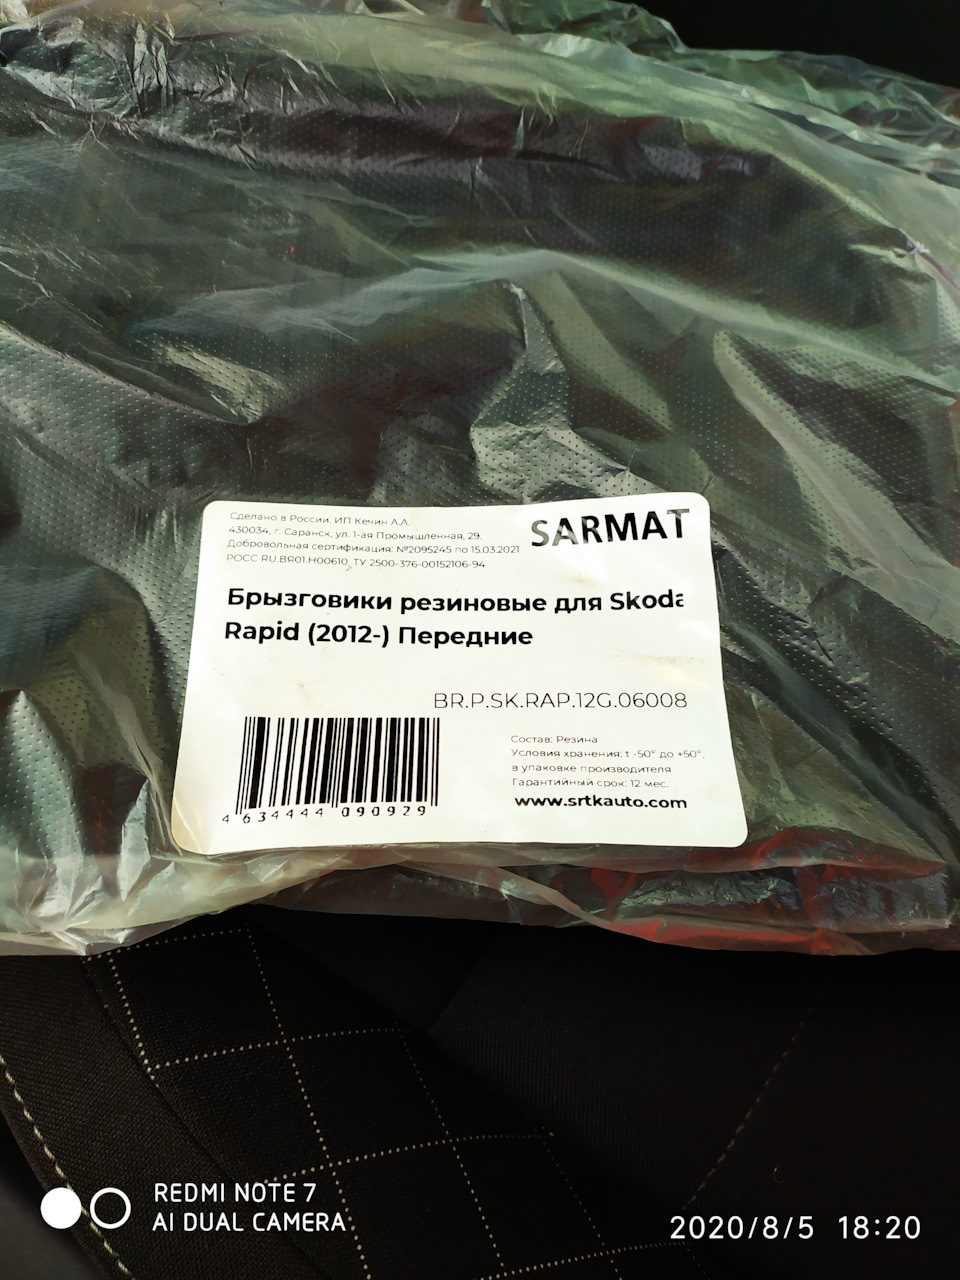 Сделано в России. ИП Кечин А.А.
430034, г. Саранск, ул. 1-ая Промышленная, 29.
Добровольная сертификация: №2095245 по 15.03.2021
РОСС RU.ВЯ01.Н00610, ТУ 2500-376-00152106-94
SARMAT
Брызговики резиновые для Skoda
Rapid (2012-) Передние
BR.P.SK.RAP.12G.06008
4 634444 090929
Состав: Резина
Условия хранения: t -50° до +50°,
в упаковке производителя
Гарантийный срок: 12 мес.
www.srtkauto.com
REDMI NOTE 7
AI DUAL CAMERA
2020/8/5 18:20